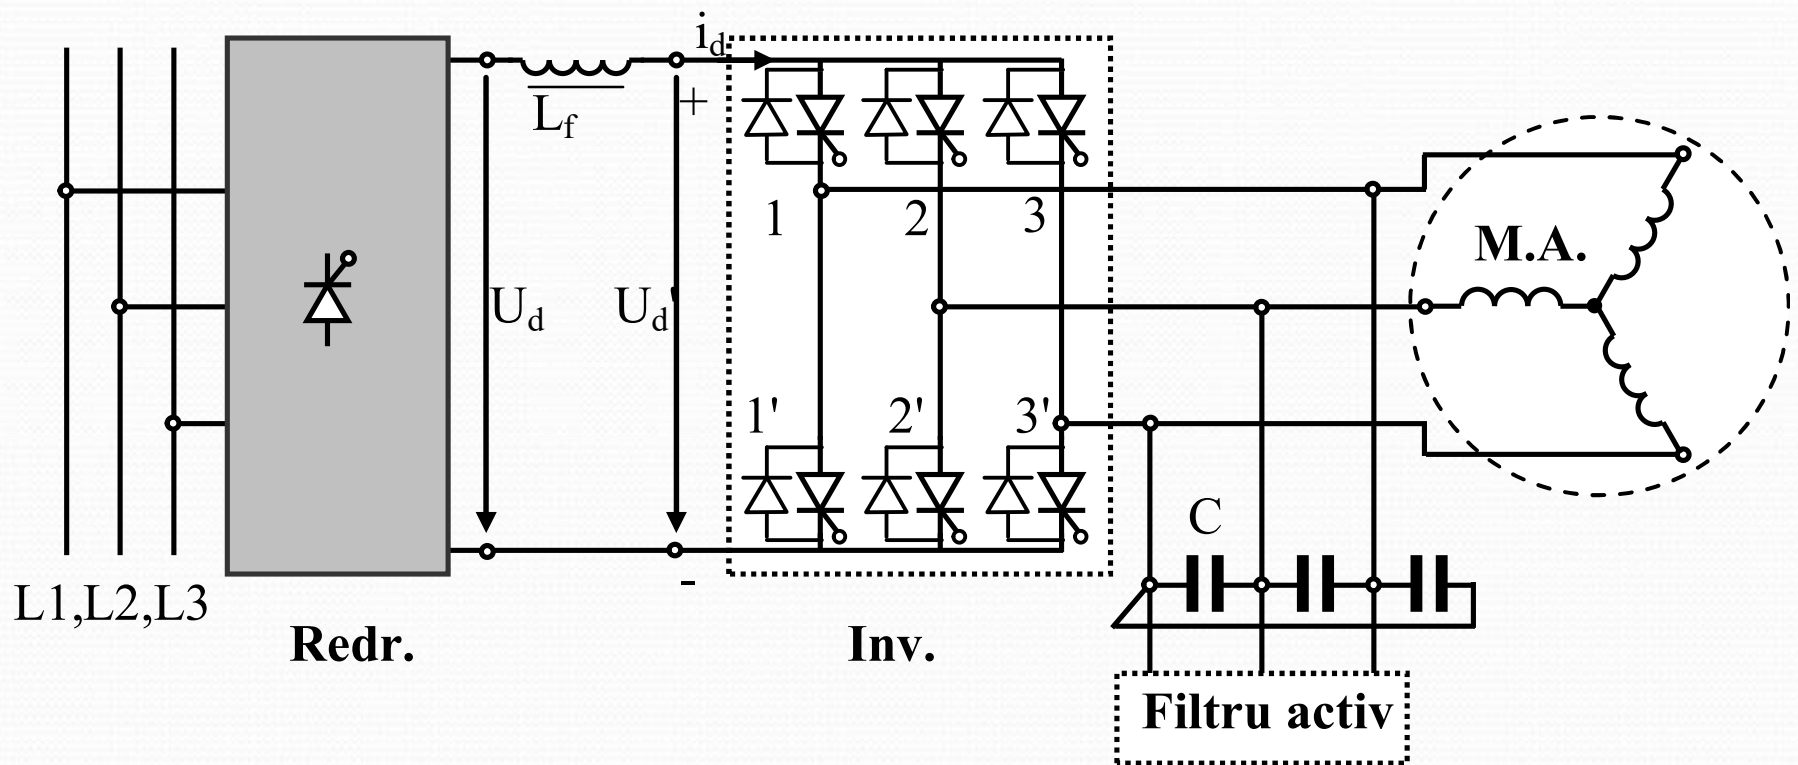 i_d
L_f
+
1 2 3
M.A.
U_d U_d'
1' 2' 3'
C
-
L1,L2,L3
Redr. Inv.
Filtru activ